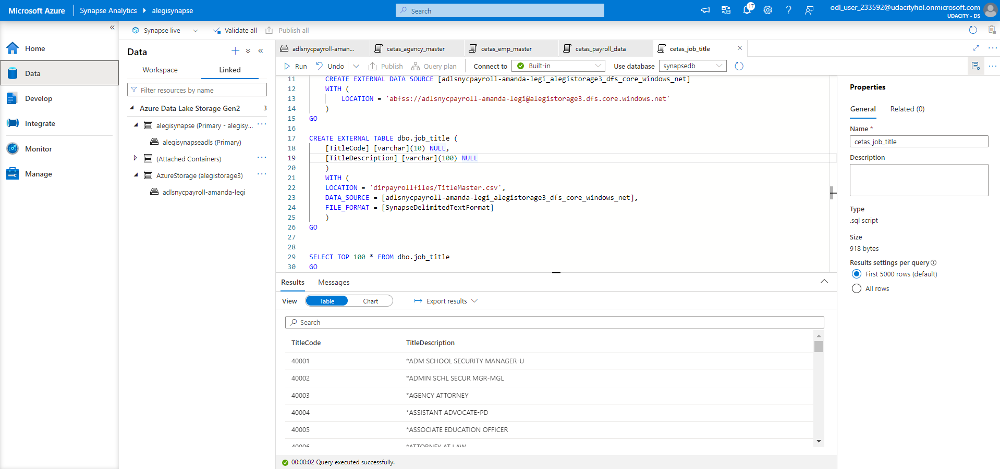 Microsoft Azure
Synapse Analytics
alegisynapse
Search
17
odl_user_233592@udacityhol.onmicrosoft.com
UDACITY - DS
Synapse live
Validate all
Publish all
Home
Data
Develop
Integrate
Monitor
Manage
Data
Workspace
Linked
Filter resources by name
Azure Data Lake Storage Gen2
3
alegisynapse (Primary - alegisy...
alegisynapseadls (Primary)
(Attached Containers)
AzureStorage (alegistorage3)
adlsnycpayroll-amanda-legi
adlsnycpayroll-aman...
cetas_agency_master
cetas_emp_master
cetas_payroll_data
cetas_job_title
Run
Undo
Publish
Query plan
Connect to
Built-in
Use database
synapsedb
11 CREATE EXTERNAL DATA SOURCE [adlsnycpayroll-amanda-legi_alegistorage3_dfs_core_windows_net]
12 WITH (
13 LOCATION = 'abfss://adlsnycpayroll-amanda-legi@alegistorage3.dfs.core.windows.net'
14 )
15 GO
16
17 CREATE EXTERNAL TABLE dbo.job_title (
18 [TitleCode] [varchar](10) NULL,
19 [TitleDescription] [varchar](100) NULL
20 )
21 WITH (
22 LOCATION = 'dirpayrollfiles/TitleMaster.csv',
23 DATA_SOURCE = [adlsnycpayroll-amanda-legi_alegistorage3_dfs_core_windows_net],
24 FILE_FORMAT = [SynapseDelimitedTextFormat]
25 )
26 GO
27
28
29 SELECT TOP 100 * FROM dbo.job_title
30 GO
Results
Messages
View
Table
Chart
Export results
Search
TitleCode TitleDescription
40001 *ADM SCHOOL SECURITY MANAGER-U
40002 *ADMIN SCHL SECUR MGR-MGL
40003 *AGENCY ATTORNEY
40004 *ASSISTANT ADVOCATE-PD
40005 *ASSOCIATE EDUCATION OFFICER
40006 *ATTORNEY AT LAW
00:00:02 Query executed successfully.
Properties
General
Related (0)
Name *
cetas_job_title
Description
Type
.sql script
Size
918 bytes
Results settings per query
First 5000 rows (default)
All rows